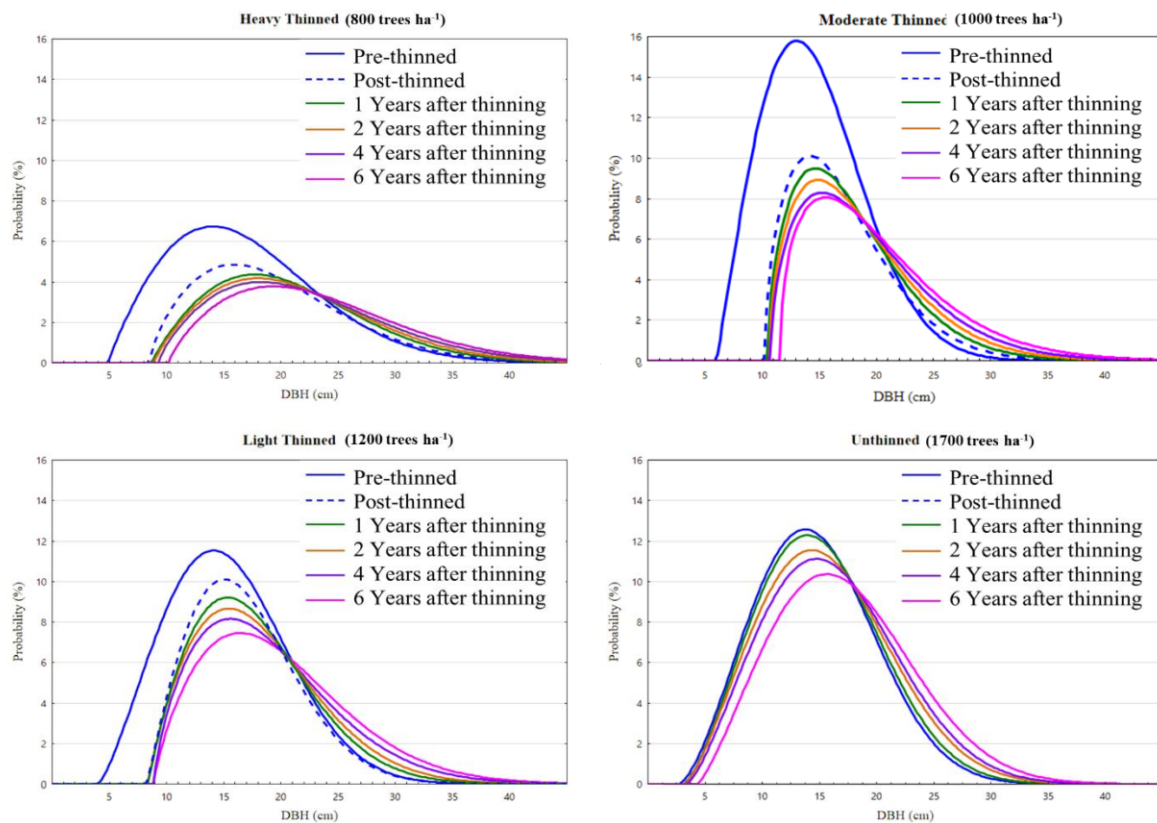 Heavy Thinned (800 trees ha⁻¹)
Probability (%)
16
14
12
10
8
6
4
2
0
Pre-thinned
Post-thinned
1 Years after thinning
2 Years after thinning
4 Years after thinning
6 Years after thinning
5 10 15 20 25 30 35 40
DBH (cm)
Moderate Thinned (1000 trees ha⁻¹)
Probability (%)
16
14
12
10
8
6
4
2
0
Pre-thinned
Post-thinned
1 Years after thinning
2 Years after thinning
4 Years after thinning
6 Years after thinning
5 10 15 20 25 30 35 40
DBH (cm)
Light Thinned (1200 trees ha⁻¹)
Probability (%)
16
14
12
10
8
6
4
2
0
Pre-thinned
Post-thinned
1 Years after thinning
2 Years after thinning
4 Years after thinning
6 Years after thinning
5 10 15 20 25 30 35 40
DBH (cm)
Unthinned (1700 trees ha⁻¹)
Probability (%)
16
14
12
10
8
6
4
2
0
Pre-thinned
Post-thinned
1 Years after thinning
2 Years after thinning
4 Years after thinning
6 Years after thinning
5 10 15 20 25 30 35 40
DBH (cm)